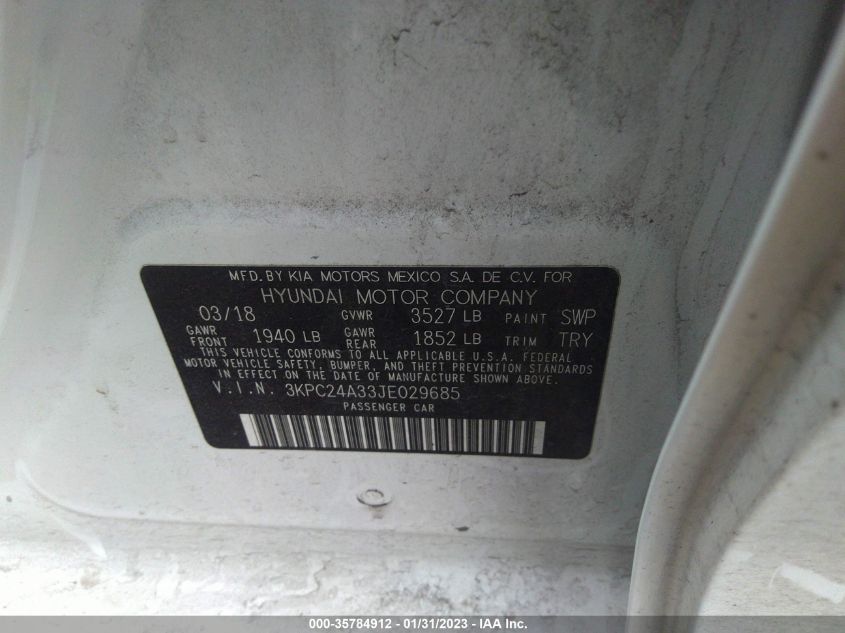 MFD. BY KIA MOTORS MEXICO S.A. DE C.V. FOR
HYUNDAI MOTOR COMPANY
03/18 GVWR 3527 LB PAINT SWP
GAWR FRONT 1940 LB GAWR REAR 1852 LB TRIM TRY
THIS VEHICLE CONFORMS TO ALL APPLICABLE U.S.A. FEDERAL
MOTOR VEHICLE SAFETY, BUMPER, AND THEFT PREVENTION STANDARDS
IN EFFECT ON THE DATE OF MANUFACTURE SHOWN ABOVE.
V.I.N. 3KPC24A33JE029685
PASSENGER CAR
000-35784912 - 01/31/2023 - IAA Inc.